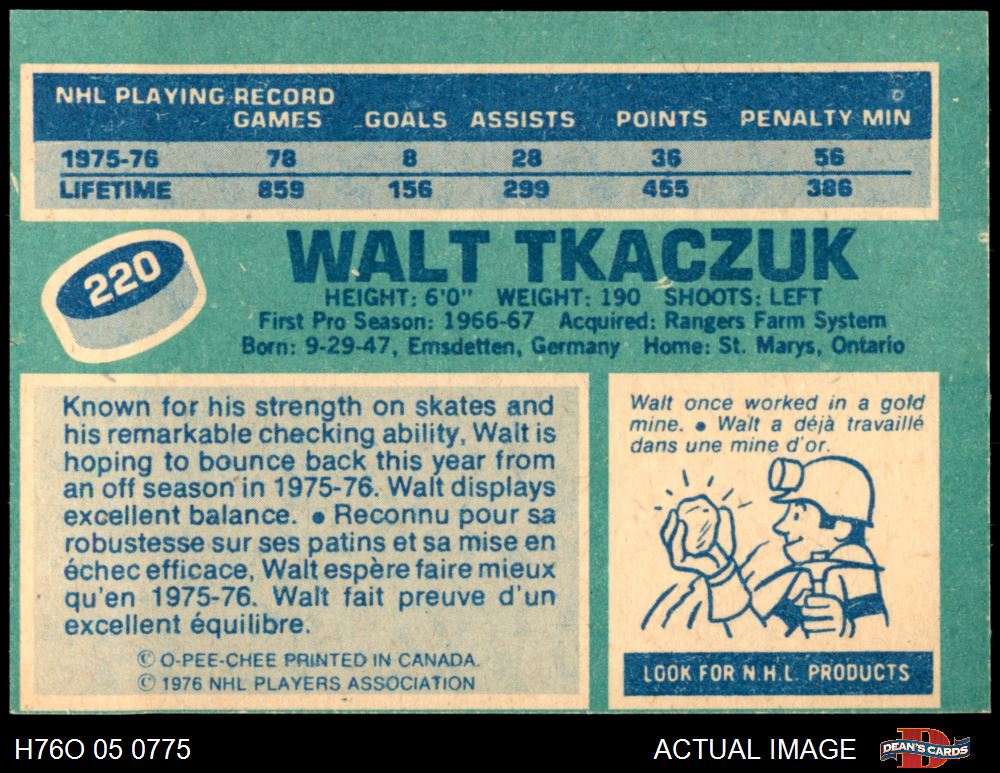 NHL PLAYING RECORD
GAMES GOALS ASSISTS POINTS PENALTY MIN
1975-76 78 8 28 36 56
LIFETIME 859 156 299 455 386
220
WALT TKACZUK
HEIGHT: 6'0" WEIGHT: 190 SHOOTS: LEFT
First Pro Season: 1966-67 Acquired: Rangers Farm System
Born: 9-29-47, Emsdetten, Germany Home: St. Marys, Ontario
Known for his strength on skates and
his remarkable checking ability, Walt is
hoping to bounce back this year from
an off season in 1975-76. Walt displays
excellent balance. ● Reconnu pour sa
robustesse sur ses patins et sa mise en
échec efficace, Walt espère faire mieux
qu'en 1975-76. Walt fait preuve d'un
excellent équilibre.
© O-PEE-CHEE PRINTED IN CANADA.
© 1976 NHL PLAYERS ASSOCIATION
Walt once worked in a gold
mine. ● Walt a déjà travaillé
dans une mine d'or.
LOOK FOR N.H.L. PRODUCTS
H76O 05 0775
ACTUAL IMAGE
DEAN'S CARDS